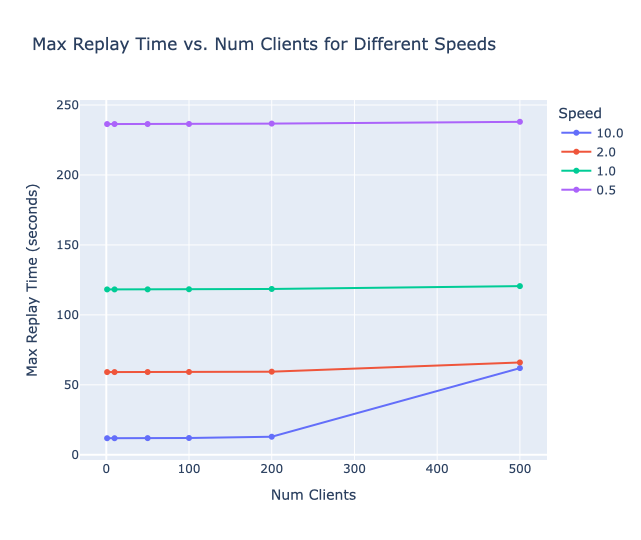 Max Replay Time vs. Num Clients for Different Speeds
Speed
10.0
2.0
1.0
0.5
Max Replay Time (seconds)
250
200
150
100
50
0
0 100 200 300 400 500
Num Clients